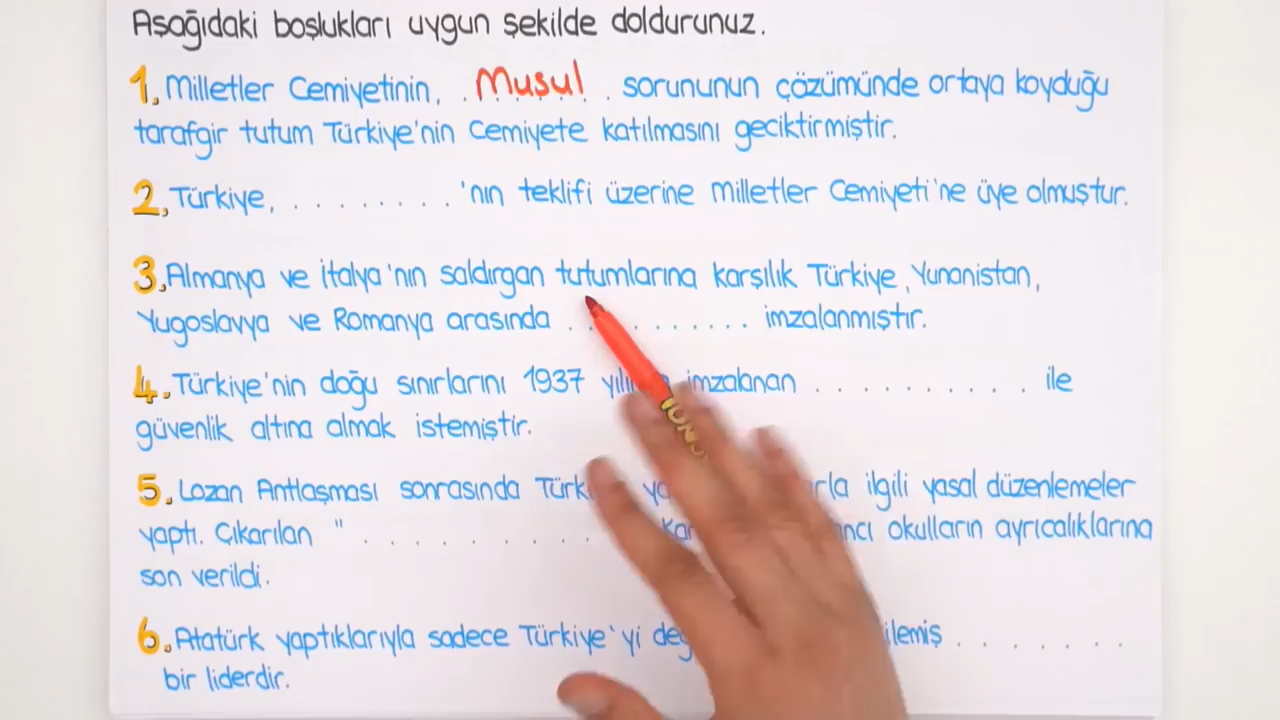 Aşağıdaki boşlukları uygun şekilde doldurunuz.
1. Milletler Cemiyetinin, . Musul . sorununun çözümünde ortaya koyduğu
tarafgir tutum Türkiye'nin Cemiyete katılmasını geciktirmiştir.
2. Türkiye, . . . . . . . . 'nın teklifi üzerine milletler Cemiyeti'ne üye olmuştur.
3. Almanya ve İtalya'nın saldırgan tutumlarına karşılık Türkiye, Yunanistan,
Yugoslavya ve Romanya arasında . . . . . . . . imzalanmıştır.
4. Türkiye'nin doğu sınırlarını 1937 imzalanan . . . . . . . . . . ile
güvenlik altına almak istemiştir.
5. Lozan Antlaşması sonrasında ilgili yasal düzenlemeler
yaptı. Çıkarılan " . . . . . . . . . okulların ayrıcalıklarına
son verildi.
6. Atatürk yaptıklarıyla sadece Türkiye'yi . . . . . . .
bir liderdir.